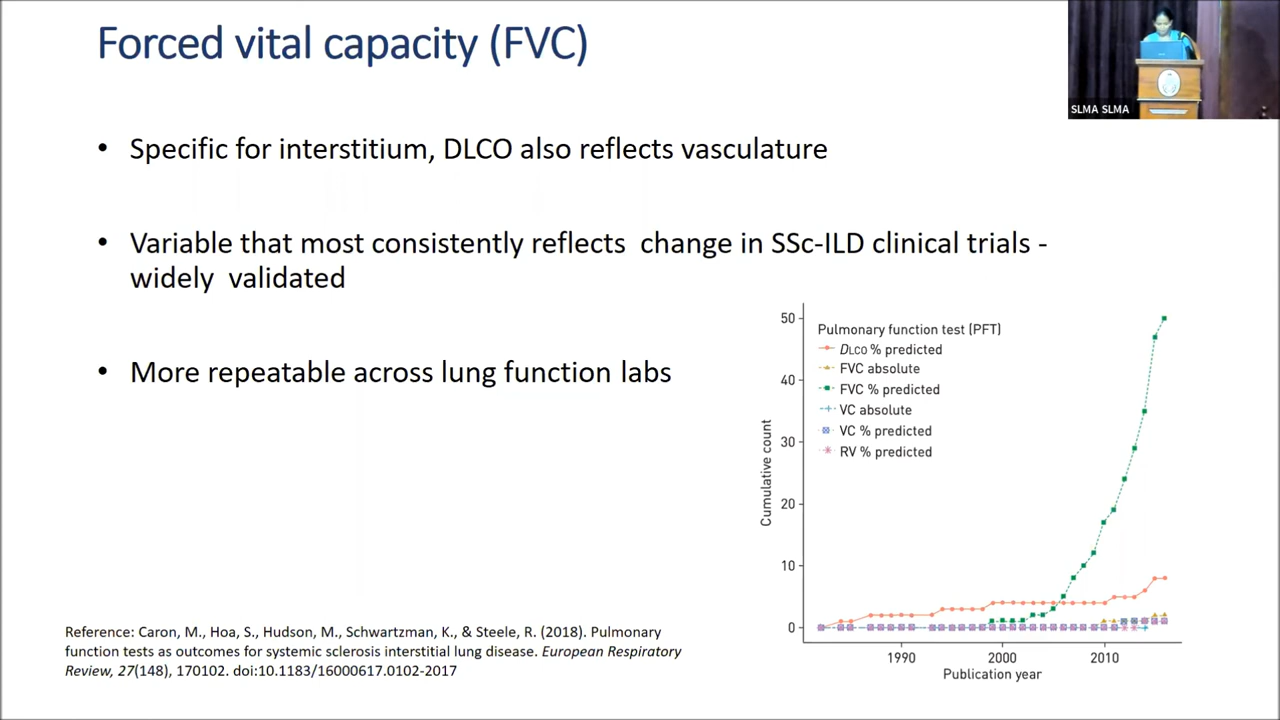 Forced vital capacity (FVC)
SLMA SLMA
• Specific for interstitium, DLCO also reflects vasculature
• Variable that most consistently reflects change in SSc-ILD clinical trials -
widely validated
• More repeatable across lung function labs
Pulmonary function test (PFT)
DLCO % predicted
FVC absolute
FVC % predicted
VC absolute
VC % predicted
RV % predicted
Cumulative count
50
40
30
20
10
0
1990 2000 2010
Publication year
Reference: Caron, M., Hoa, S., Hudson, M., Schwartzman, K., & Steele, R. (2018). Pulmonary
function tests as outcomes for systemic sclerosis interstitial lung disease. European Respiratory
Review, 27(148), 170102. doi:10.1183/16000617.0102-2017